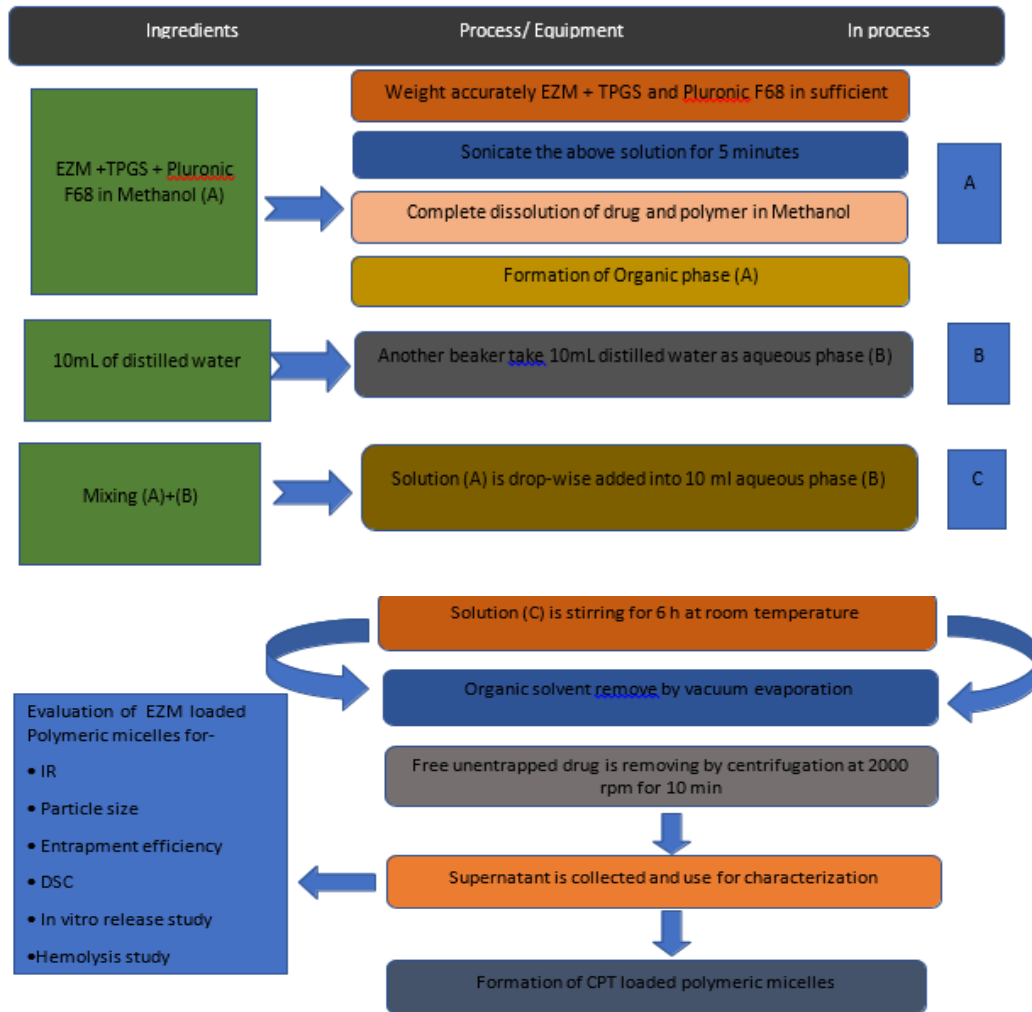 Ingredients
Process/ Equipment
In process
EZM +TPGS + Pluronic
F68 in Methanol (A)
Weight accurately EZM + TPGS and Pluronic F68 in sufficient
Sonicate the above solution for 5 minutes
Complete dissolution of drug and polymer in Methanol
Formation of Organic phase (A)
A
10mL of distilled water
Another beaker take 10mL distilled water as aqueous phase (B)
B
Mixing (A)+(B)
Solution (A) is drop-wise added into 10 ml aqueous phase (B)
C
Solution (C) is stirring for 6 h at room temperature
Organic solvent remove by vacuum evaporation
Free unentrapped drug is removing by centrifugation at 2000
rpm for 10 min
Supernatant is collected and use for characterization
Formation of CPT loaded polymeric micelles
Evaluation of EZM loaded
Polymeric micelles for-
• IR
• Particle size
• Entrapment efficiency
• DSC
• In vitro release study
•Hemolysis study